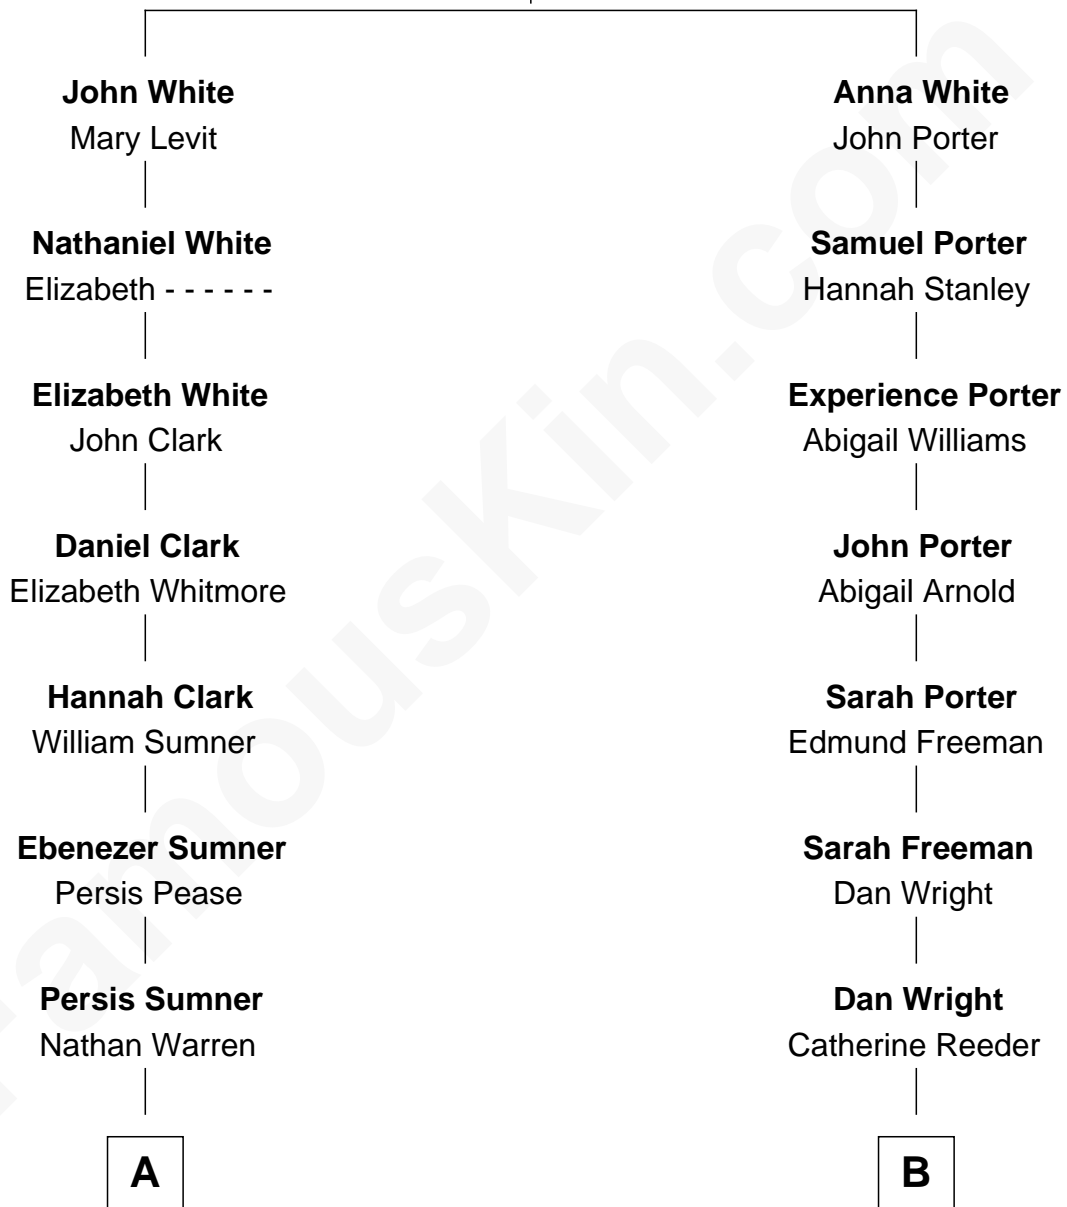 John White
Mary Levit
Nathaniel White
Elizabeth - - - - - -
Elizabeth White
John Clark
Daniel Clark
Elizabeth Whitmore
Hannah Clark
William Sumner
Ebenezer Sumner
Persis Pease
Persis Sumner
Nathan Warren
A
Anna White
John Porter
Samuel Porter
Hannah Stanley
Experience Porter
Abigail Williams
John Porter
Abigail Arnold
Sarah Porter
Edmund Freeman
Sarah Freeman
Dan Wright
Dan Wright
Catherine Reeder
B
FamousKin.com